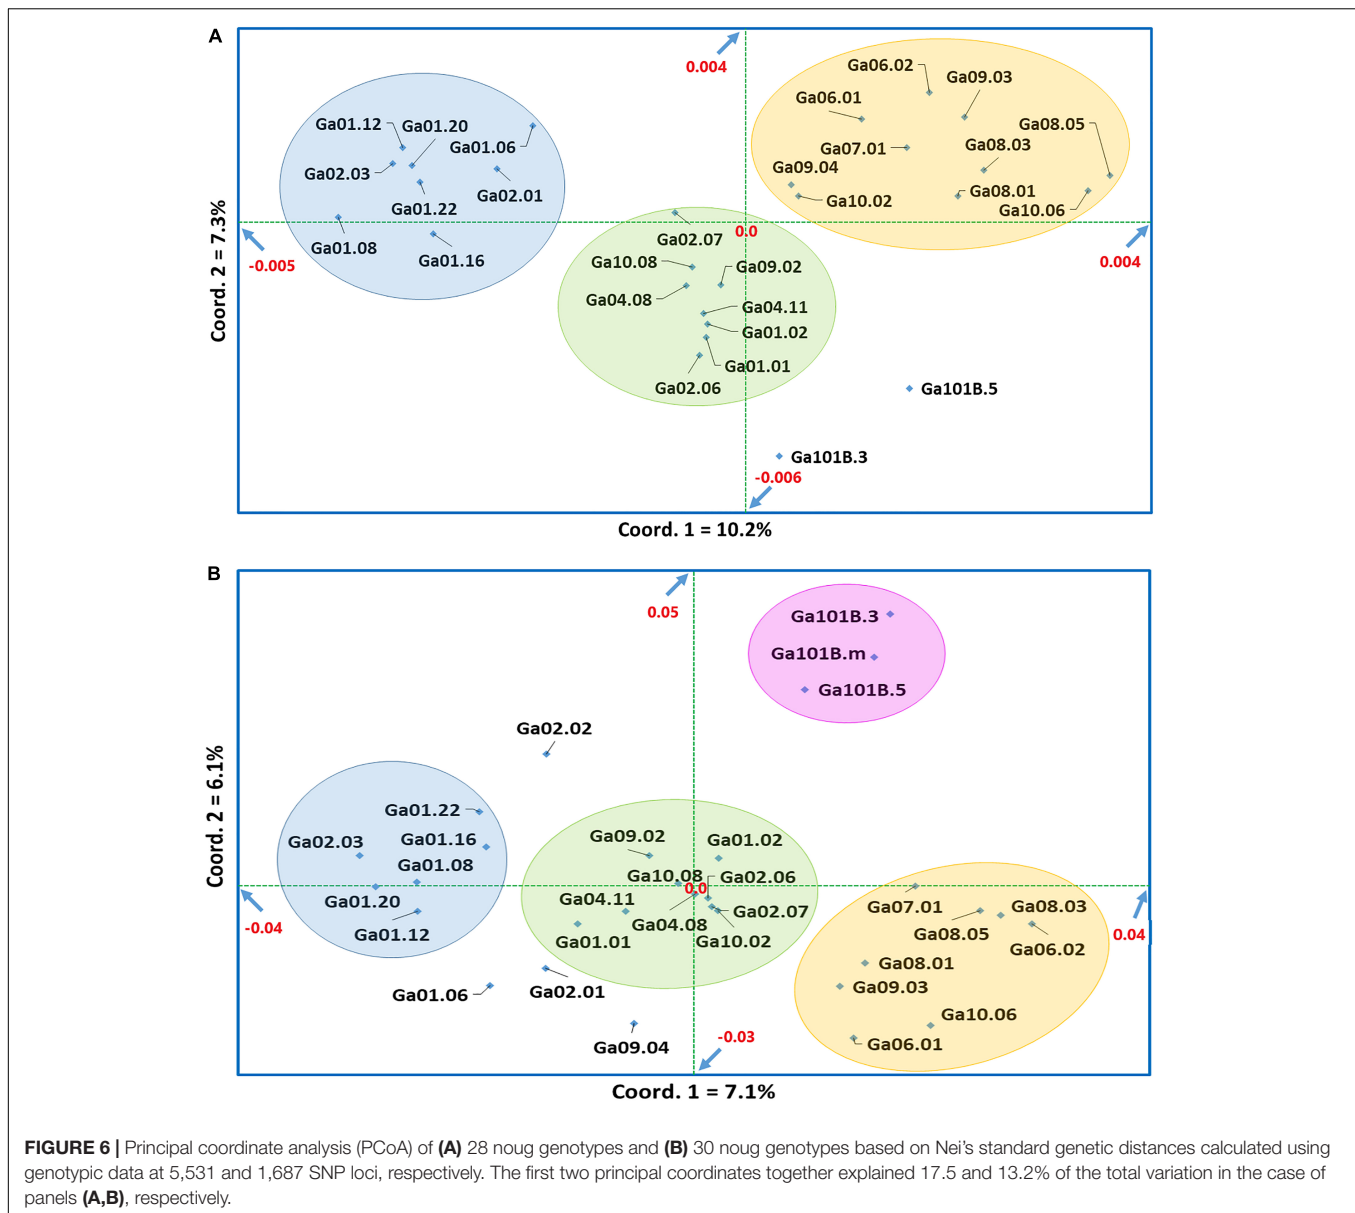 A
0.004
Ga06.02
Ga09.03
Ga06.01
Ga08.05
Ga01.12
Ga01.20
Ga01.06
Ga07.01
Ga08.03
Ga02.03
Ga09.04
Ga02.01
Ga08.01
Ga10.02
Ga01.22
Ga10.06
0.0
Ga02.07
Ga01.08
Ga01.16
-0.005
0.004
Ga10.08
Ga09.02
Ga04.08
Ga04.11
Ga01.02
Ga01.01
Ga02.06
Ga101B.5
Ga101B.3
-0.006
Coord. 2 = 7.3%
Coord. 1 = 10.2%
B
0.05
Ga101B.3
Ga101B.m
Ga101B.5
Ga02.02
Ga01.22
Ga09.02
Ga01.02
Ga02.03
Ga01.16
Ga01.08
Ga10.08
Ga02.06
0.0
Ga01.20
Ga04.11
Ga07.01
Ga08.03
Ga02.07
Ga04.08
-0.04
Ga01.12
Ga01.01
Ga10.02
Ga08.05
0.04
Ga06.02
Ga08.01
Ga09.03
Ga01.06
Ga02.01
Ga10.06
Ga09.04
-0.03
Ga06.01
Coord. 2 = 6.1%
Coord. 1 = 7.1%
FIGURE 6 | Principal coordinate analysis (PCoA) of (A) 28 noug genotypes and (B) 30 noug genotypes based on Nei’s standard genetic distances calculated using
genotypic data at 5,531 and 1,687 SNP loci, respectively. The first two principal coordinates together explained 17.5 and 13.2% of the total variation in the case of
panels (A,B), respectively.